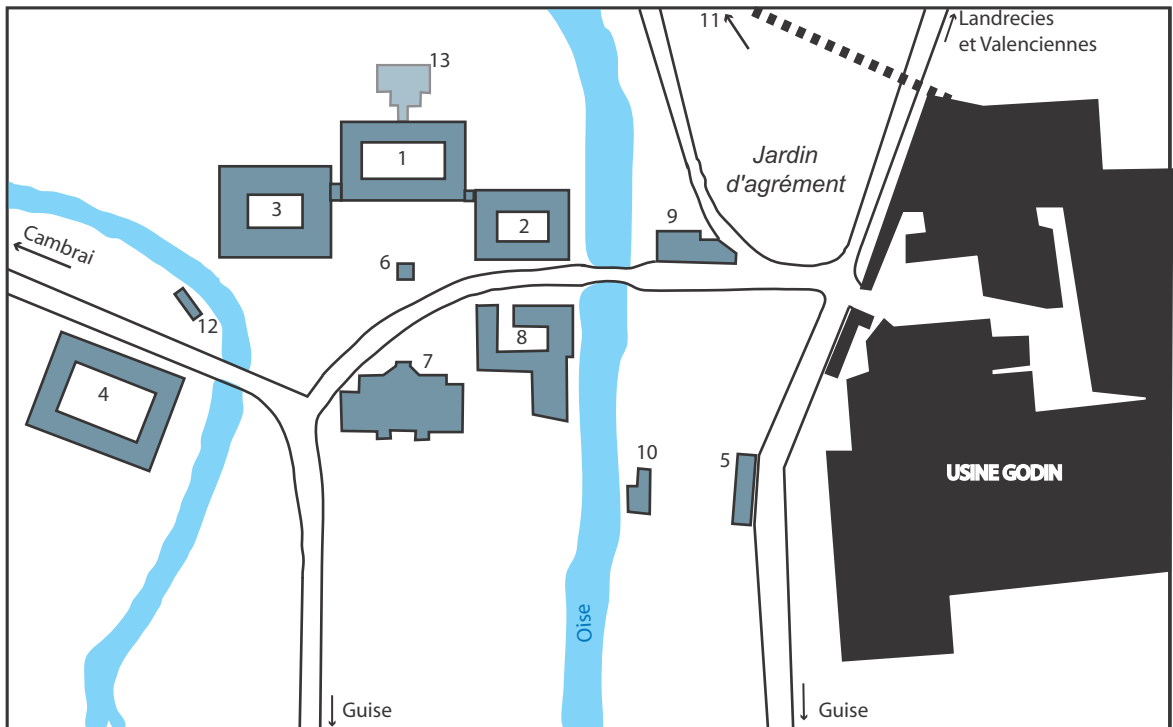 11
Landrecies
et Valenciennes
13
1
Jardin
d'agrément
3
2
9
Cambrai
6
12
8
7
4
10
5
USINE GODIN
Oise
Guise
Guise